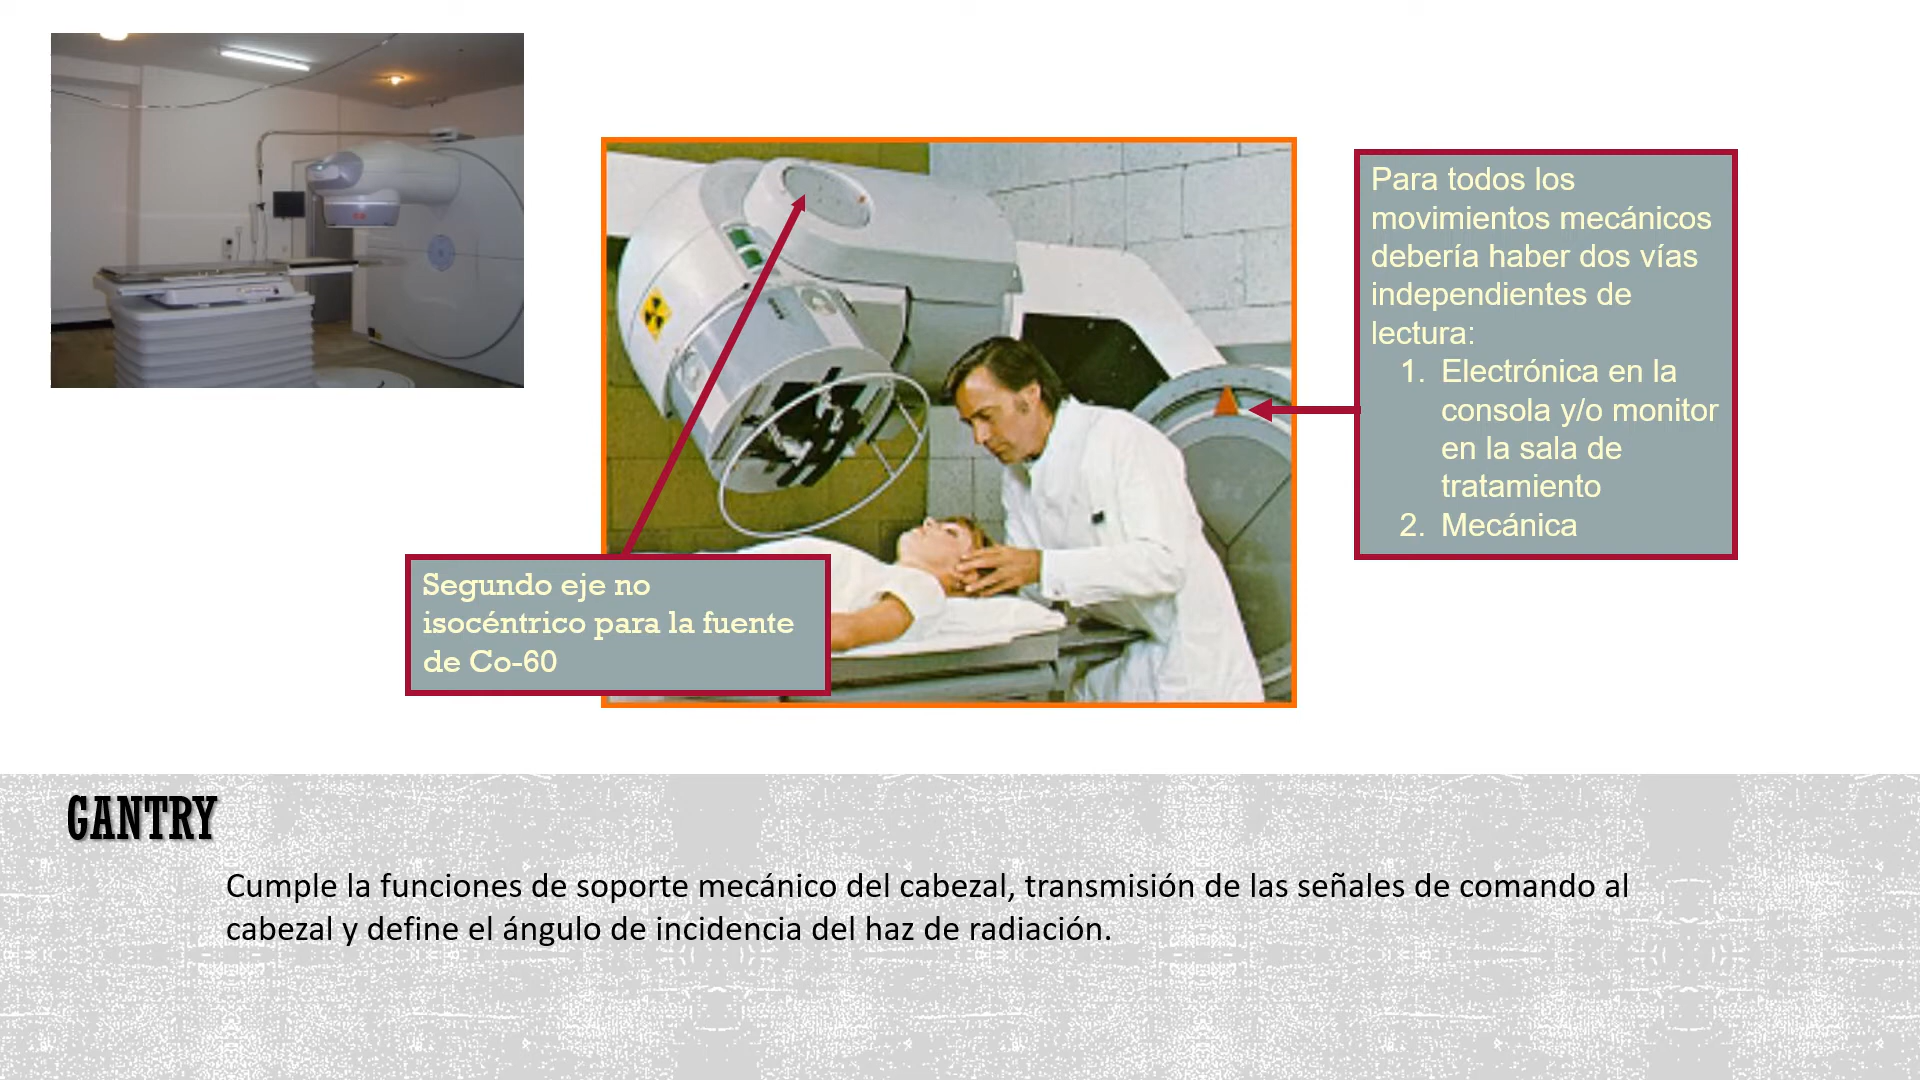 Para todos los
movimientos mecánicos
debería haber dos vías
independientes de
lectura:
1. Electrónica en la
consola y/o monitor
en la sala de
tratamiento
2. Mecánica
Segundo eje no
isocéntrico para la fuente
de Co-60
GANTRY
Cumple la funciones de soporte mecánico del cabezal, transmisión de las señales de comando al
cabezal y define el ángulo de incidencia del haz de radiación.